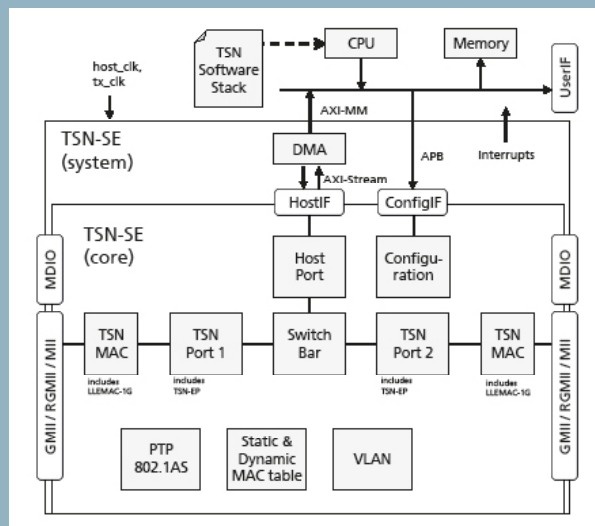 TSN
Software
Stack
CPU
Memory
UserIF
host_clk,
tx_clk
AXI-MM
TSN-SE
(system)
DMA
APB
Interrupts
AXI-Stream
HostIF
ConfigIF
TSN-SE
(core)
MDIO
Host
Port
Configu-
ration
MDIO
GMII / RGMII / MII
TSN
MAC
includes
LLEMAC-1G
TSN
Port 1
includes
TSN-EP
Switch
Bar
TSN
Port 2
includes
TSN-EP
TSN
MAC
includes
LLEMAC-1G
GMII / RGMII / MII
PTP
802.1AS
Static &
Dynamic
MAC table
VLAN